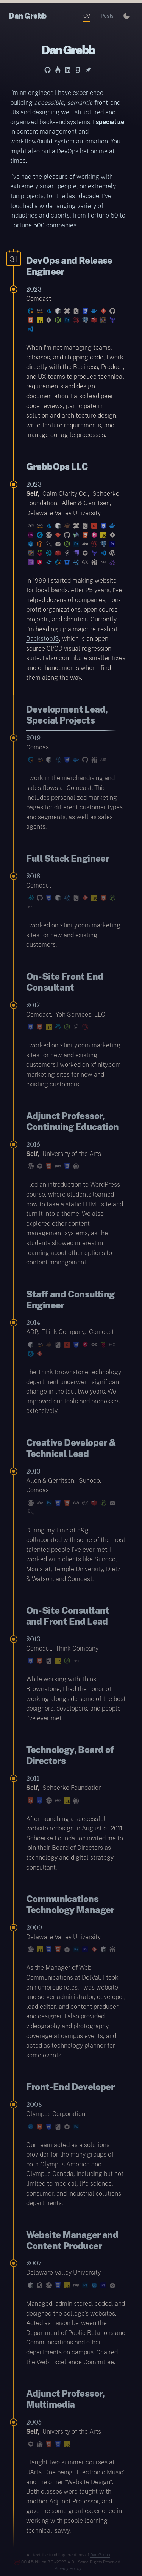 Dan Grebb
CV
Posts
Dan Grebb
I'm an engineer. I have experience
building accessible, semantic front-end
UIs and designing well structured and
organized back-end systems. I specialize
in content management and
workflow/build-system automation. You
might also put a DevOps hat on me at
times.
I've had the pleasure of working with
extremely smart people, on extremely
fun projects, for the last decade. I've
touched a wide ranging variety of
industries and clients, from Fortune 50 to
Fortune 500 companies.
31
DevOps and Release
Engineer
2023
Comcast
When I'm not managing teams,
releases, and shipping code, I work
directly with the Business, Product,
and UX teams to produce technical
requirements and design
documentation. I also lead peer
code reviews, participate in
solution and architecture design,
write feature requirements, and
manage our agile processes.
GrebbOps LLC
2023
Self, Calm Clarity Co., Schoerke
Foundation, Allen & Gerritsen,
Delaware Valley University
In 1999 I started making websites
for local bands. After 25 years, I've
helped dozens of companies, non-
profit organizations, boutique
projects, and charities. Currently,
I'm heading up a major refresh of
BackstopJS, which is an open
source CI/CD visual regression
suite. I also contribute smaller fixes
and enhancements when I find
them along the way.
Development Lead,
Special Projects
2019
Comcast
I work in the merchandising and
sales flows at Comcast. This
includes personalized marketing
pages for different customer types
and segments, as well as sales
agents.
Full Stack Engineer
2018
Comcast
I worked on xfinity.com marketing
sites for new and existing
customers.
On-Site Front End
Consultant
2017
Comcast, Yoh Services, LLC
I worked on xfinity.com marketing
sites for new and existing
customers.I worked on xfinity.com
marketing sites for new and
existing customers.
Adjunct Professor,
Continuing Education
2015
Self, University of the Arts
I led an introduction to WordPress
course, where students learned
how to take a static HTML site and
turn it into a theme. We also
explored other content
management systems, as the
students showed interest in
learning about other options to
content management.
Staff and Consulting
Engineer
2014
ADP, Think Company, Comcast
The Think Brownstone technology
department underwent significant
change in the last two years. We
improved our tools and processes
extensively.
Creative Developer &
Technical Lead
2013
Allen & Gerritsen, Sunoco,
Comcast
During my time at a&g I
collaborated with some of the most
talented people I've ever met. I
worked with clients like Sunoco,
Monistat, Temple University, Dietz
& Watson, and Comcast.
On-Site Consultant
and Front End Lead
2013
Comcast, Think Company
While working with Think
Brownstone, I had the honor of
working alongside some of the best
designers, developers, and people
I've ever met.
Technology, Board of
Directors
2011
Self, Schoerke Foundation
After launching a successful
website redesign in August of 2011,
Schoerke Foundation invited me to
join their Board of Directors as
technology and digital strategy
consultant.
Communications
Technology Manager
2009
Delaware Valley University
As the Manager of Web
Communications at DelVal, I took
on numerous roles. I was website
and server administrator, developer,
lead editor, and content producer
and designer. I also provided
videography and photography
coverage at campus events, and
acted as technology planner for
some events.
Front-End Developer
2008
Olympus Corporation
Our team acted as a solutions
provider for the many groups of
both Olympus America and
Olympus Canada, including but not
limited to medical, life science,
consumer, and industrial solutions
departments.
Website Manager and
Content Producer
2007
Delaware Valley University
Managed, administered, coded, and
designed the college's websites.
Acted as liaison between the
Department of Public Relations and
Communications and other
departments on campus. Chaired
the Web Excellence Committee.
Adjunct Professor,
Multimedia
2005
Self, University of the Arts
I taught two summer courses at
UArts. One being "Electronic Music"
and the other "Website Design".
Both classes were taught with
another Adjunct Professor, and
gave me some great experience in
working with people learning
technical-savvy.